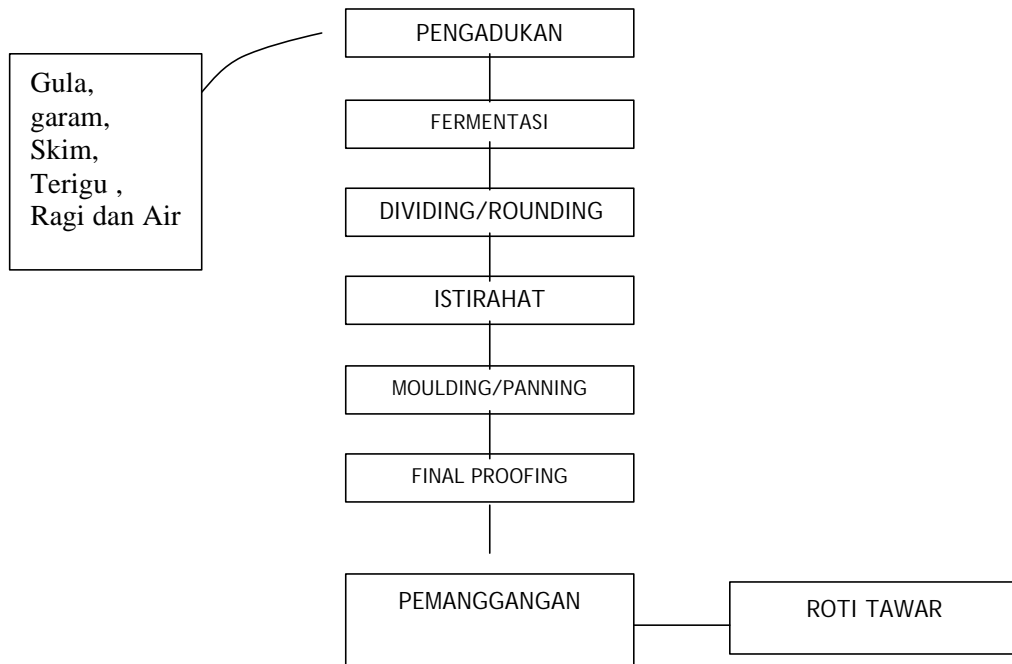 PENGADUKAN
Gula,
garam,
Skim,
Terigu ,
Ragi dan Air
FERMENTASI
DIVIDING/ROUNDING
ISTIRAHAT
MOULDING/PANNING
FINAL PROOFING
PEMANGGANGAN
ROTI TAWAR